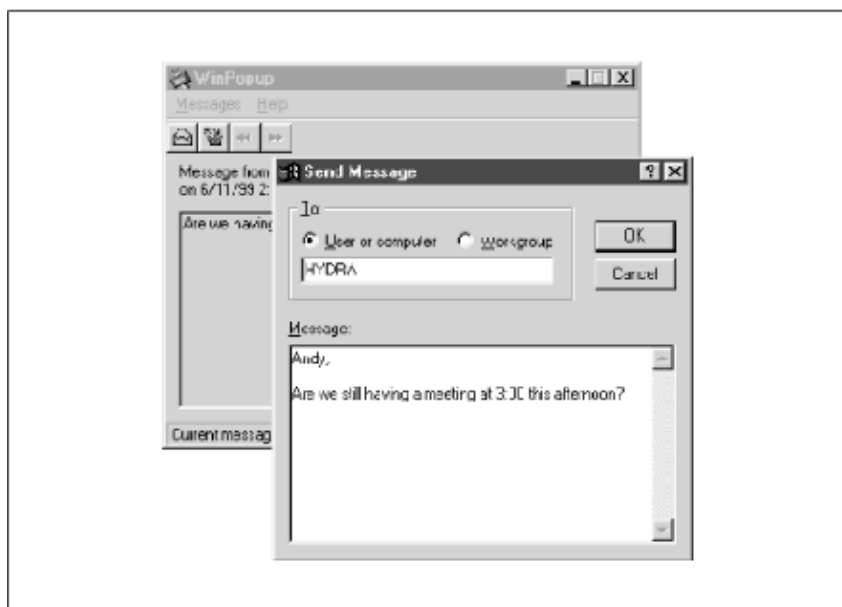 WinPopup
Messages Help
Message from
on 6/11/99 2:
Are we having
Current messag
Send Message
To
User or computer
Workgroup
HYDRA
OK
Cancel
Message:
Andy,
Are we still having a meeting at 3:00 this afternoon?